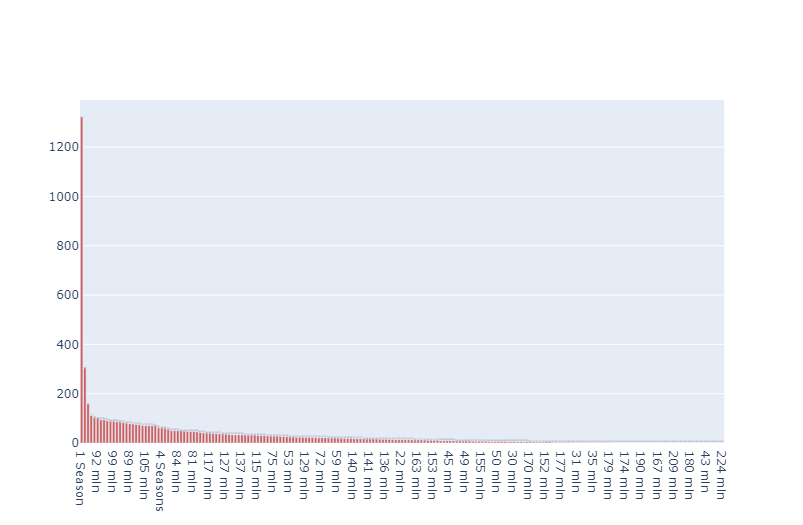 1200
1000
800
600
400
200
0
1 Season
92 min
99 min
89 min
105 min
4 Seasons
84 min
81 min
117 min
127 min
137 min
115 min
75 min
53 min
129 min
72 min
59 min
140 min
141 min
136 min
22 min
163 min
153 min
45 min
49 min
155 min
50 min
30 min
170 min
152 min
177 min
31 min
35 min
179 min
174 min
190 min
167 min
209 min
180 min
43 min
224 min